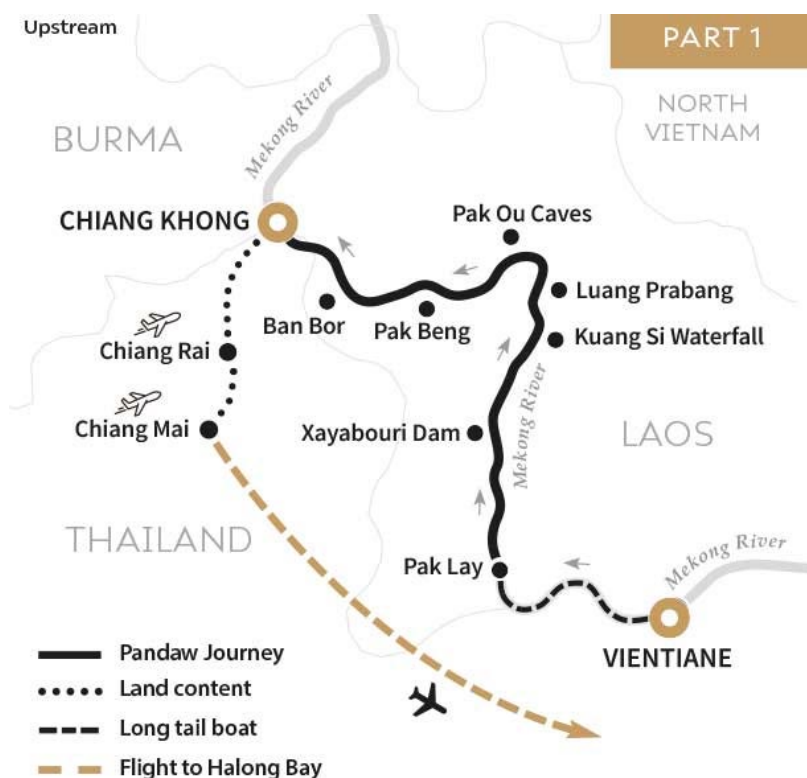 Upstream
PART 1
NORTH
VIETNAM
BURMA
Mekong River
CHIANG KHONG
Pak Ou Caves
Luang Prabang
Ban Bor
Pak Beng
Kuang Si Waterfall
Chiang Rai
Chiang Mai
Xayabouri Dam
Mekong River
LAOS
THAILAND
Pak Lay
Mekong River
VIENTIANE
Pandaw Journey
Land content
Long tail boat
Flight to Halong Bay